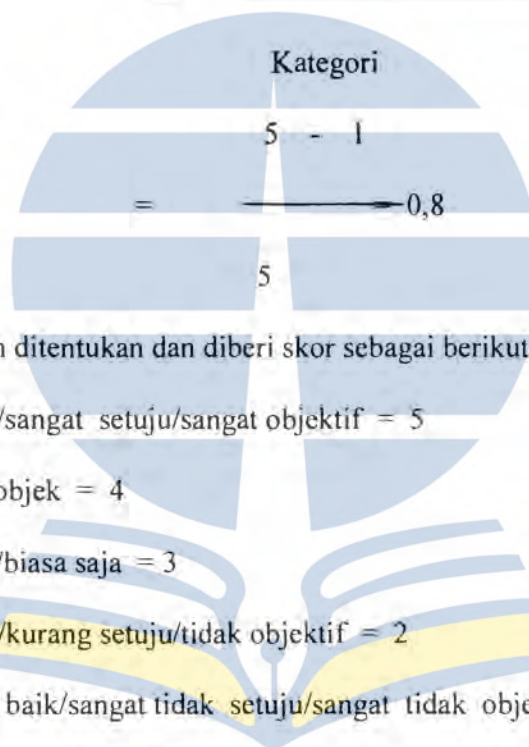 Kategori
5 - 1
= 0,8
5
ditentukan dan diberi skor sebagai berikut
/sangat setuju/sangat objektif = 5
objek = 4
/biasa saja = 3
/kurang setuju/tidak objektif = 2
baik/sangat tidak setuju/sangat tidak